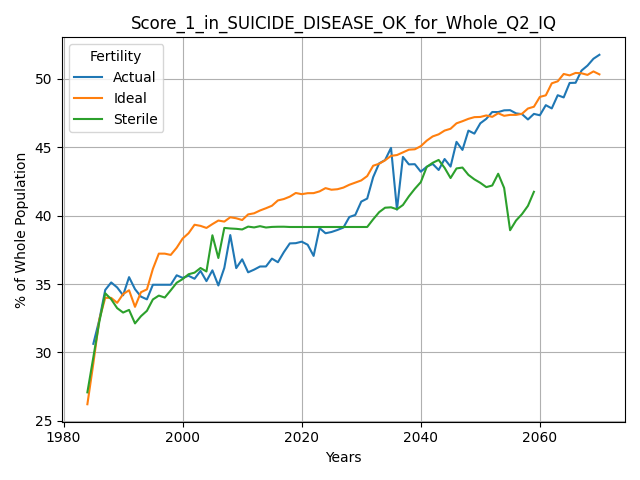 Score_1_in_SUICIDE_DISEASE_OK_for_Whole_Q2_IQ
Fertility
Actual
Ideal
Sterile
% of Whole Population
50
45
40
35
30
25
1980
2000
2020
2040
2060
Years